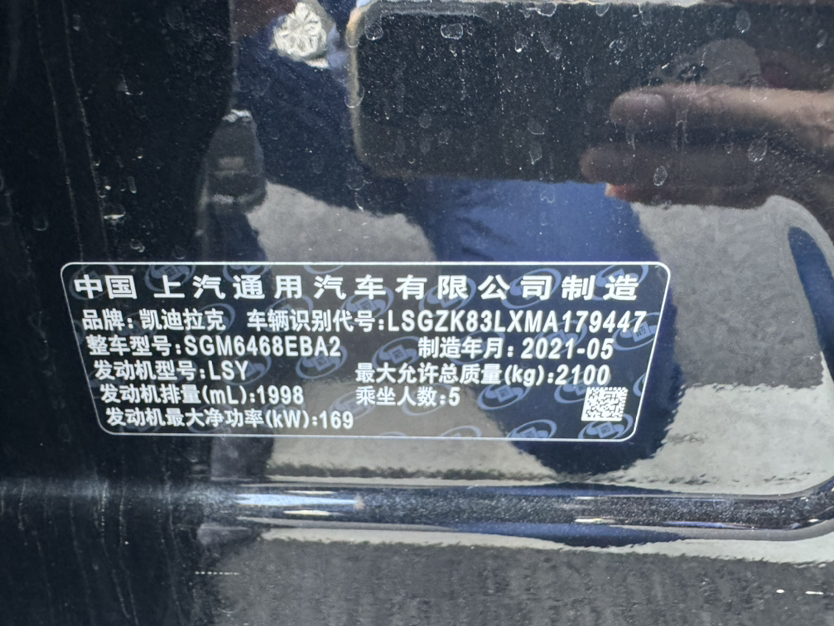 中国 上汽通用汽车有限公司制造
品牌: 凯迪拉克 车辆识别代号:LSGZK83LXMA179447
整车型号:SGM6468EBA2 制造年月: 2021-05
发动机型号:LSY 最大允许总质量(kg):2100
发动机排量(mL):1998 乘坐人数:5
发动机最大净功率(kW):169